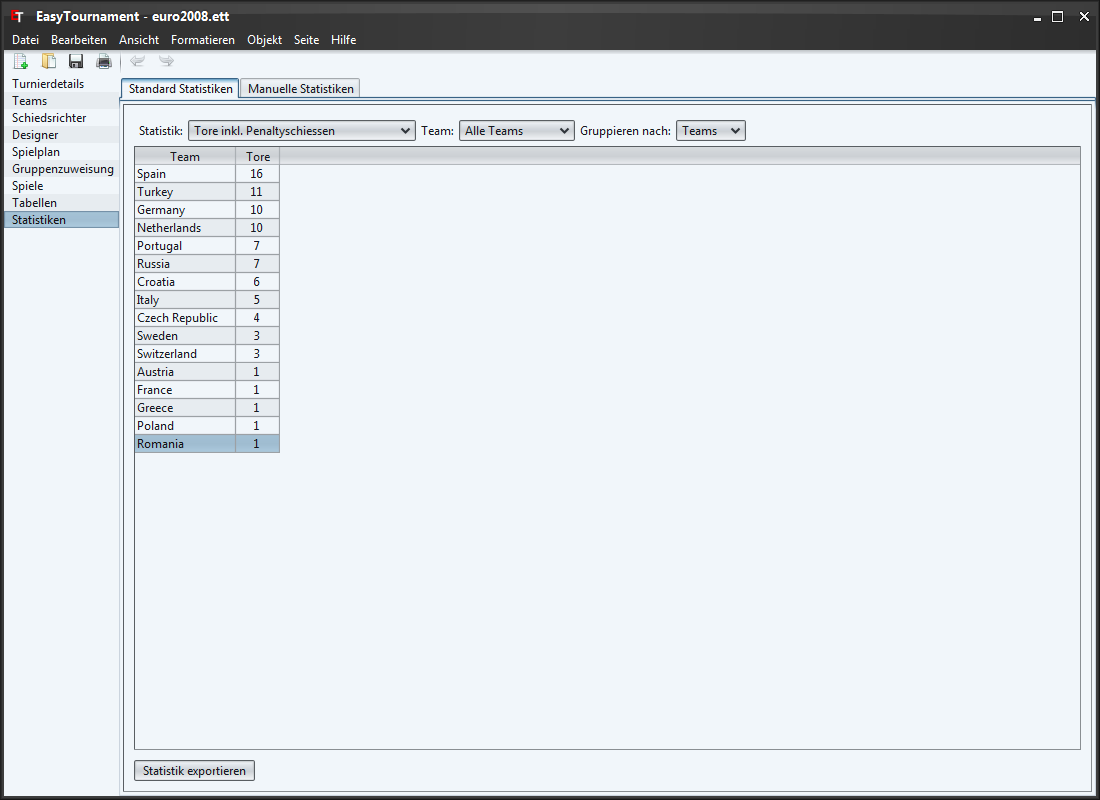 ET EasyTournament - euro2008.ett
Datei Bearbeiten Ansicht Formatieren Objekt Seite Hilfe
Turnierdetails
Teams
Schiedsrichter
Designer
Spielplan
Gruppenzuweisung
Spiele
Tabellen
Statistiken
Standard Statistiken Manuelle Statistiken
Statistik: Tore inkl. Penaltyschiessen Team: Alle Teams Gruppieren nach: Teams
Team Tore
Spain 16
Turkey 11
Germany 10
Netherlands 10
Portugal 7
Russia 7
Croatia 6
Italy 5
Czech Republic 4
Sweden 3
Switzerland 3
Austria 1
France 1
Greece 1
Poland 1
Romania 1
Statistik exportieren